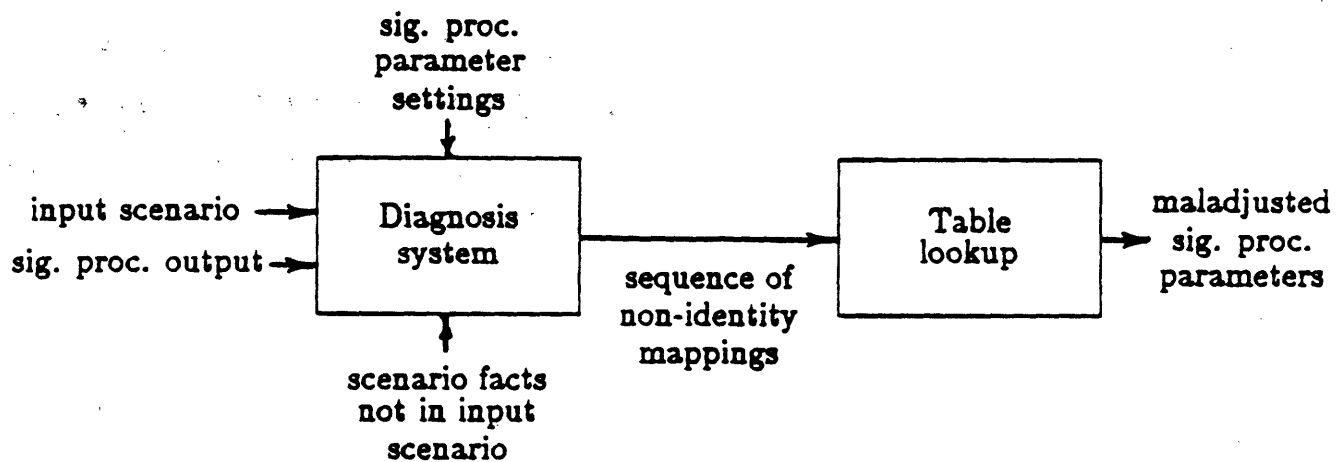 sig. proc.
parameter
settings
input scenario
sig. proc. output
Diagnosis
system
scenario facts
not in input
scenario
sequence of
non-identity
mappings
Table
lookup
maladjusted
sig. proc.
parameters